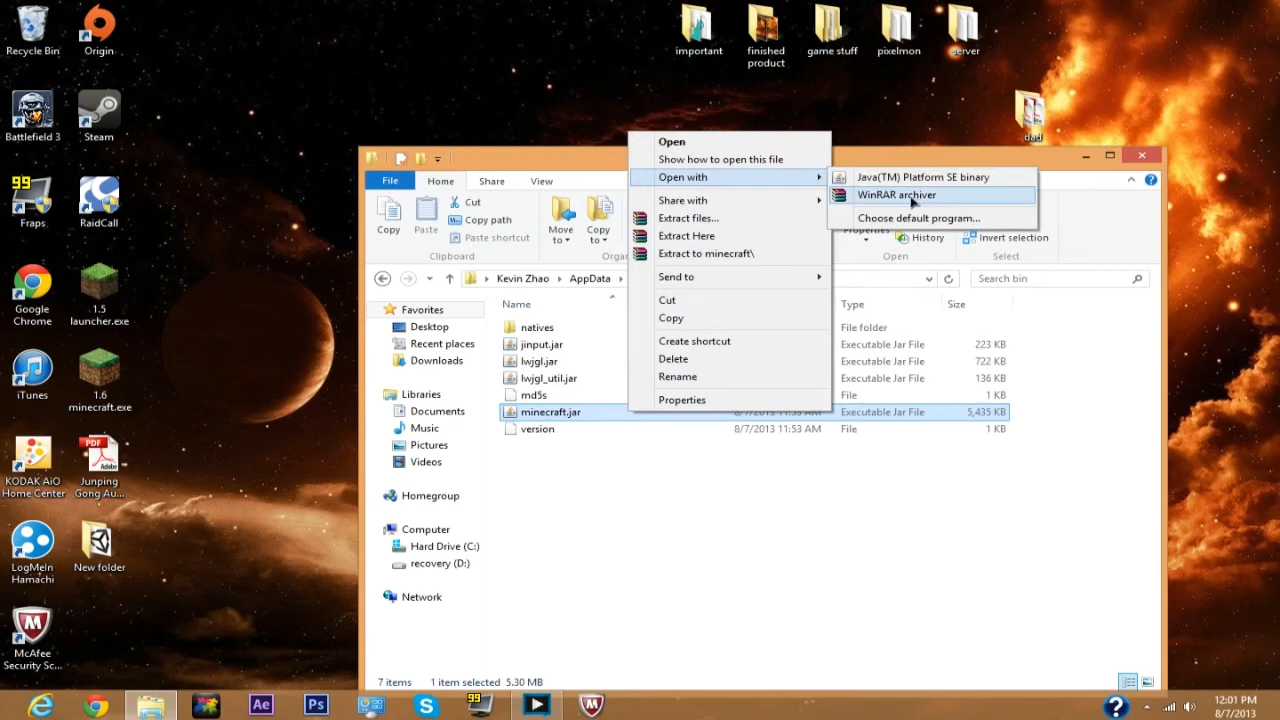 Recycle Bin
Origin
important
finished
product
game stuff
pixelmon
server
Battlefield 3
Steam
dad
99
Fraps
RaidCall
Google
Chrome
1.5
launcher.exe
iTunes
1.6
minecraft.exe
KODAK AiO
Home Center
PDF
Adobe
Junping
Gong Au...
LogMeIn
Hamachi
New folder
McAfee
Security Sc...
File
Home
Share
View
Copy
Paste
Cut
Copy path
Paste shortcut
Clipboard
Move
to
Copy
to
Properties
History
Open
Invert selection
Select
Kevin Zhao
AppData
Search bin
Open
Show how to open this file
Open with
Share with
Extract files...
Extract Here
Extract to minecraft\
Send to
Cut
Copy
Create shortcut
Delete
Rename
Properties
Java(TM) Platform SE binary
WinRAR archiver
Choose default program...
Favorites
Desktop
Recent places
Downloads
Libraries
Documents
Music
Pictures
Videos
Homegroup
Computer
Hard Drive (C:)
recovery (D:)
Network
Name
Type
Size
natives
File folder
jinput.jar
Executable Jar File
223 KB
lwjgl.jar
Executable Jar File
722 KB
lwjgl_util.jar
Executable Jar File
136 KB
md5s
File
1 KB
minecraft.jar
8/7/2013 11:53 AM
Executable Jar File
5,435 KB
version
8/7/2013 11:53 AM
File
1 KB
7 items
1 item selected 5.30 MB
Ae
Ps
99
12:01 PM
8/7/2013